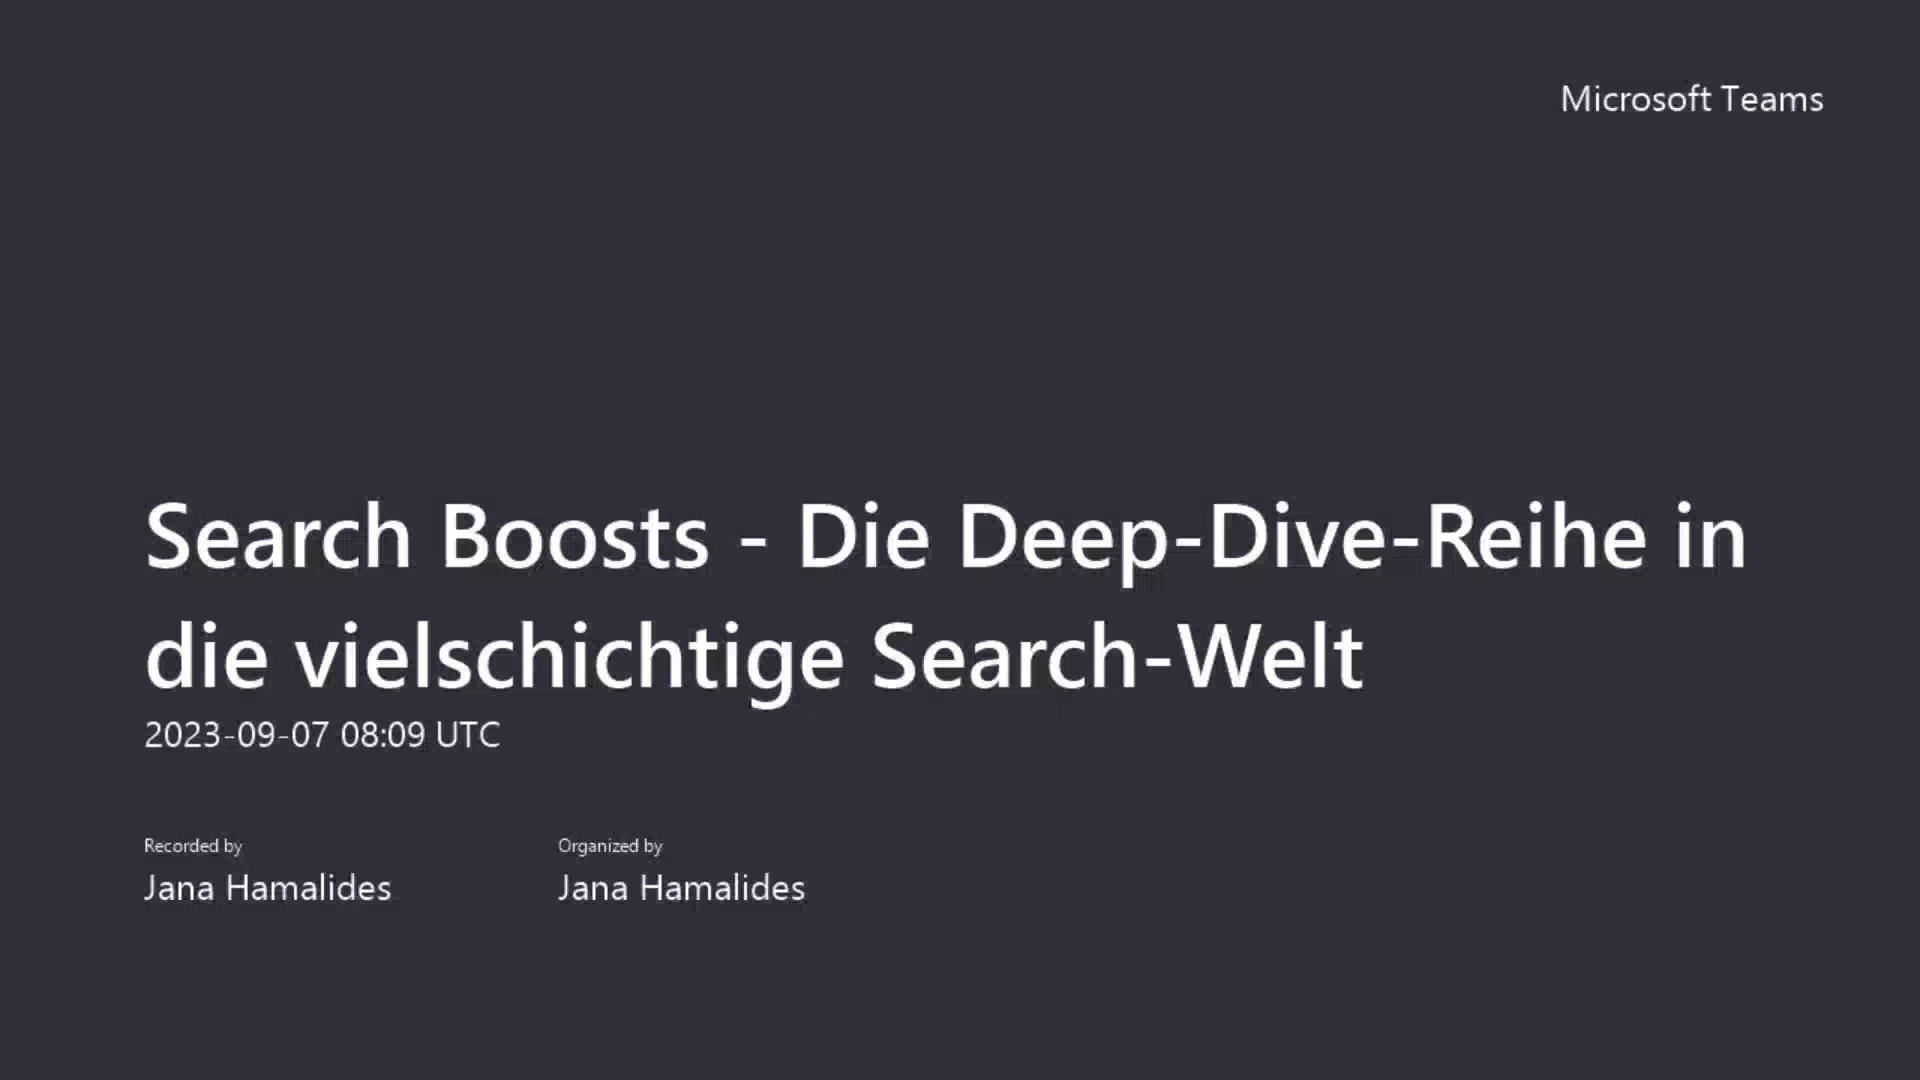 Microsoft Teams
Search Boosts - Die Deep-Dive-Reihe in
die vielschichtige Search-Welt
2023-09-07 08:09 UTC
Recorded by
Jana Hamalides
Organized by
Jana Hamalides